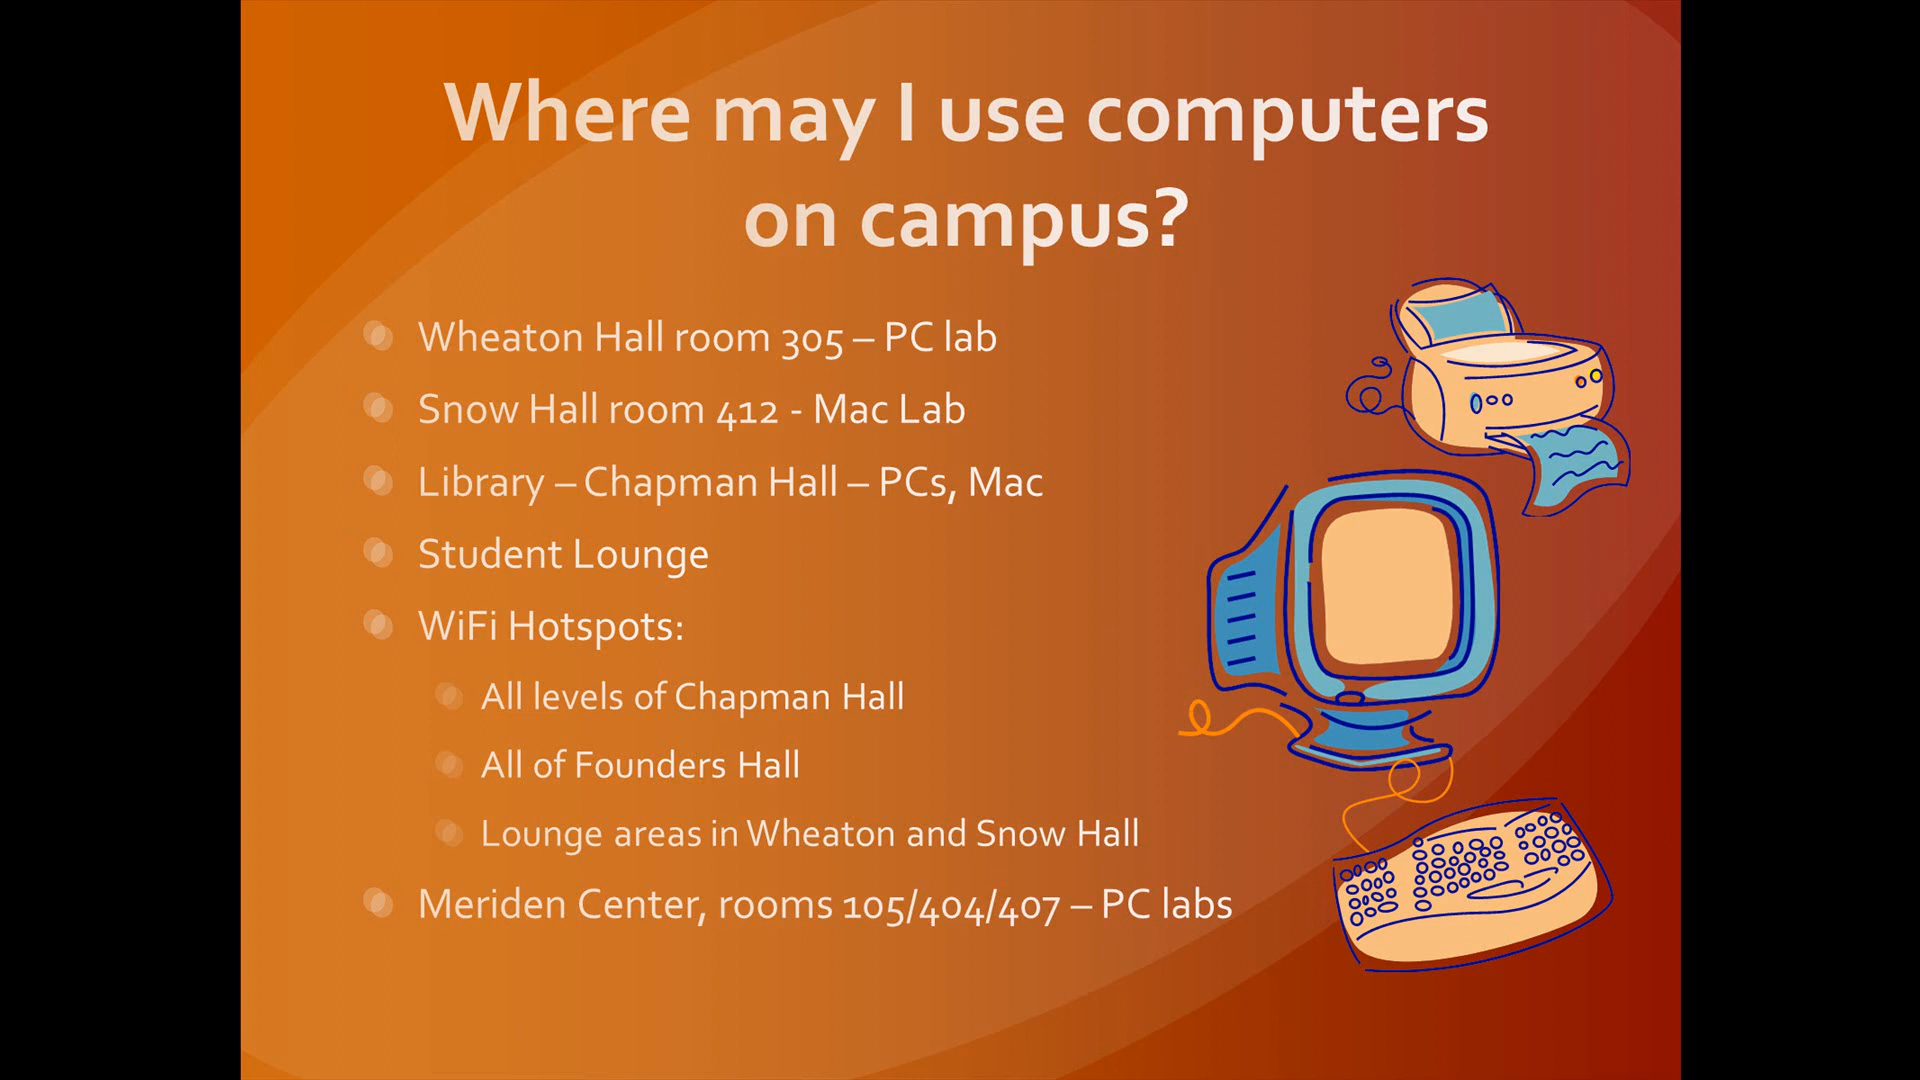 Where may I use computers
on campus?
Wheaton Hall room 305 – PC lab
Snow Hall room 412 - Mac Lab
Library – Chapman Hall – PCs, Mac
Student Lounge
WiFi Hotspots:
All levels of Chapman Hall
All of Founders Hall
Lounge areas in Wheaton and Snow Hall
Meriden Center, rooms 105/404/407 – PC labs